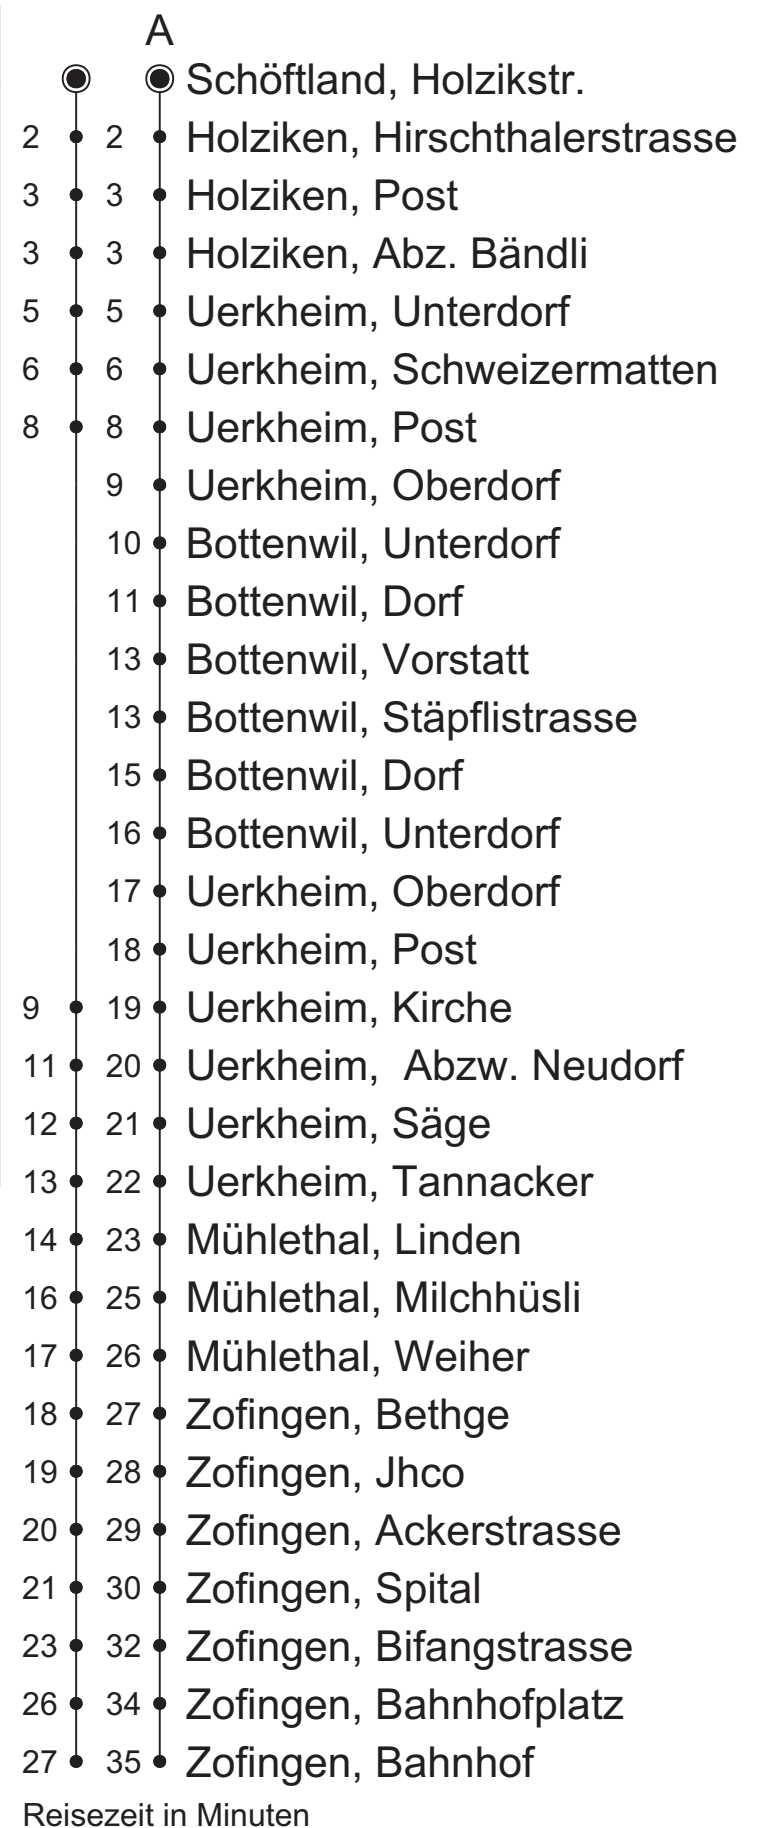 A
Schöftland, Holzikstr.
2 2 Holziken, Hirschthalerstrasse
3 3 Holziken, Post
3 3 Holziken, Abz. Bändli
5 5 Uerkheim, Unterdorf
6 6 Uerkheim, Schweizermatten
8 8 Uerkheim, Post
9 Uerkheim, Oberdorf
10 Bottenwil, Unterdorf
11 Bottenwil, Dorf
13 Bottenwil, Vorstatt
13 Bottenwil, Stäpflistrasse
15 Bottenwil, Dorf
16 Bottenwil, Unterdorf
17 Uerkheim, Oberdorf
18 Uerkheim, Post
9 19 Uerkheim, Kirche
11 20 Uerkheim, Abzw. Neudorf
12 21 Uerkheim, Säge
13 22 Uerkheim, Tannacker
14 23 Mühlethal, Linden
16 25 Mühlethal, Milchhüsli
17 26 Mühlethal, Weiher
18 27 Zofingen, Bethge
19 28 Zofingen, Jhco
20 29 Zofingen, Ackerstrasse
21 30 Zofingen, Spital
23 32 Zofingen, Bifangstrasse
26 34 Zofingen, Bahnhofplatz
27 35 Zofingen, Bahnhof
Reisezeit in Minuten